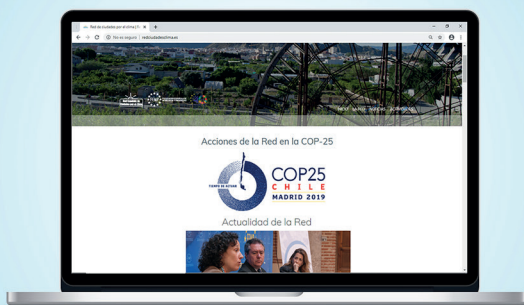 Red de ciudades por el clima | F
No es seguro | redciudadesclima.es
Acciones de la Red en la COP-25
TIEMPO DE ACTUAR
COP25
CHILE
MADRID 2019
Actualidad de la Red